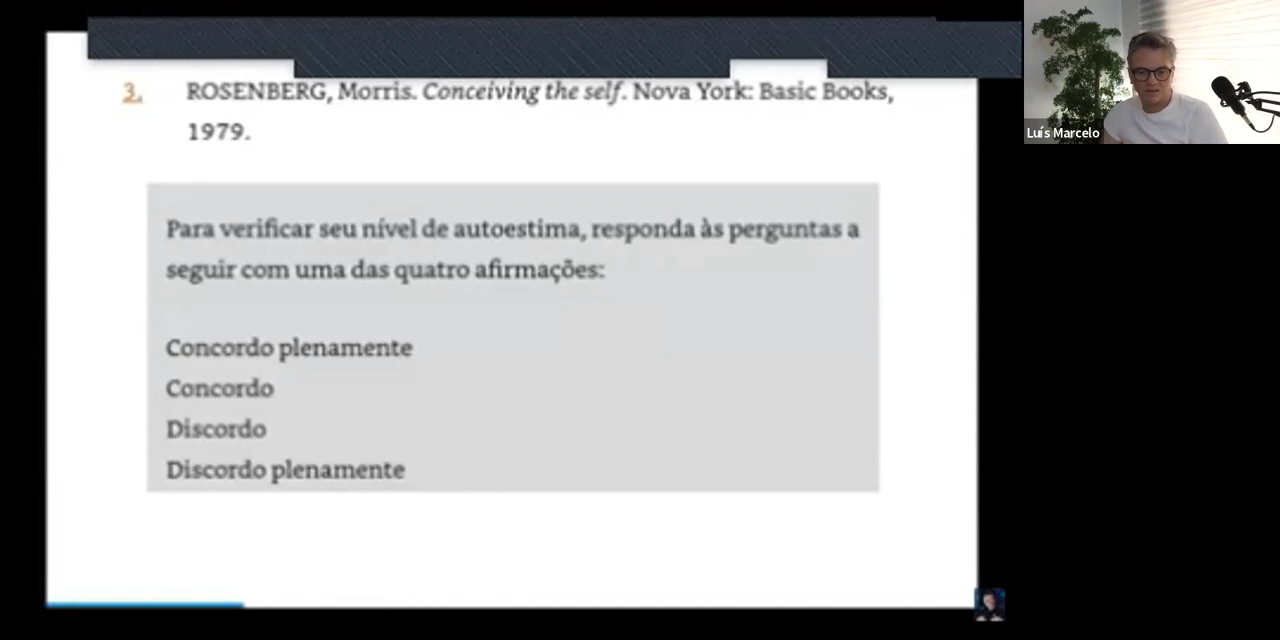 3. ROSENBERG, Morris. Conceiving the self. Nova York: Basic Books,
1979.
Para verificar seu nível de autoestima, responda às perguntas a
seguir com uma das quatro afirmações:
Concordo plenamente
Concordo
Discordo
Discordo plenamente
Luís Marcelo